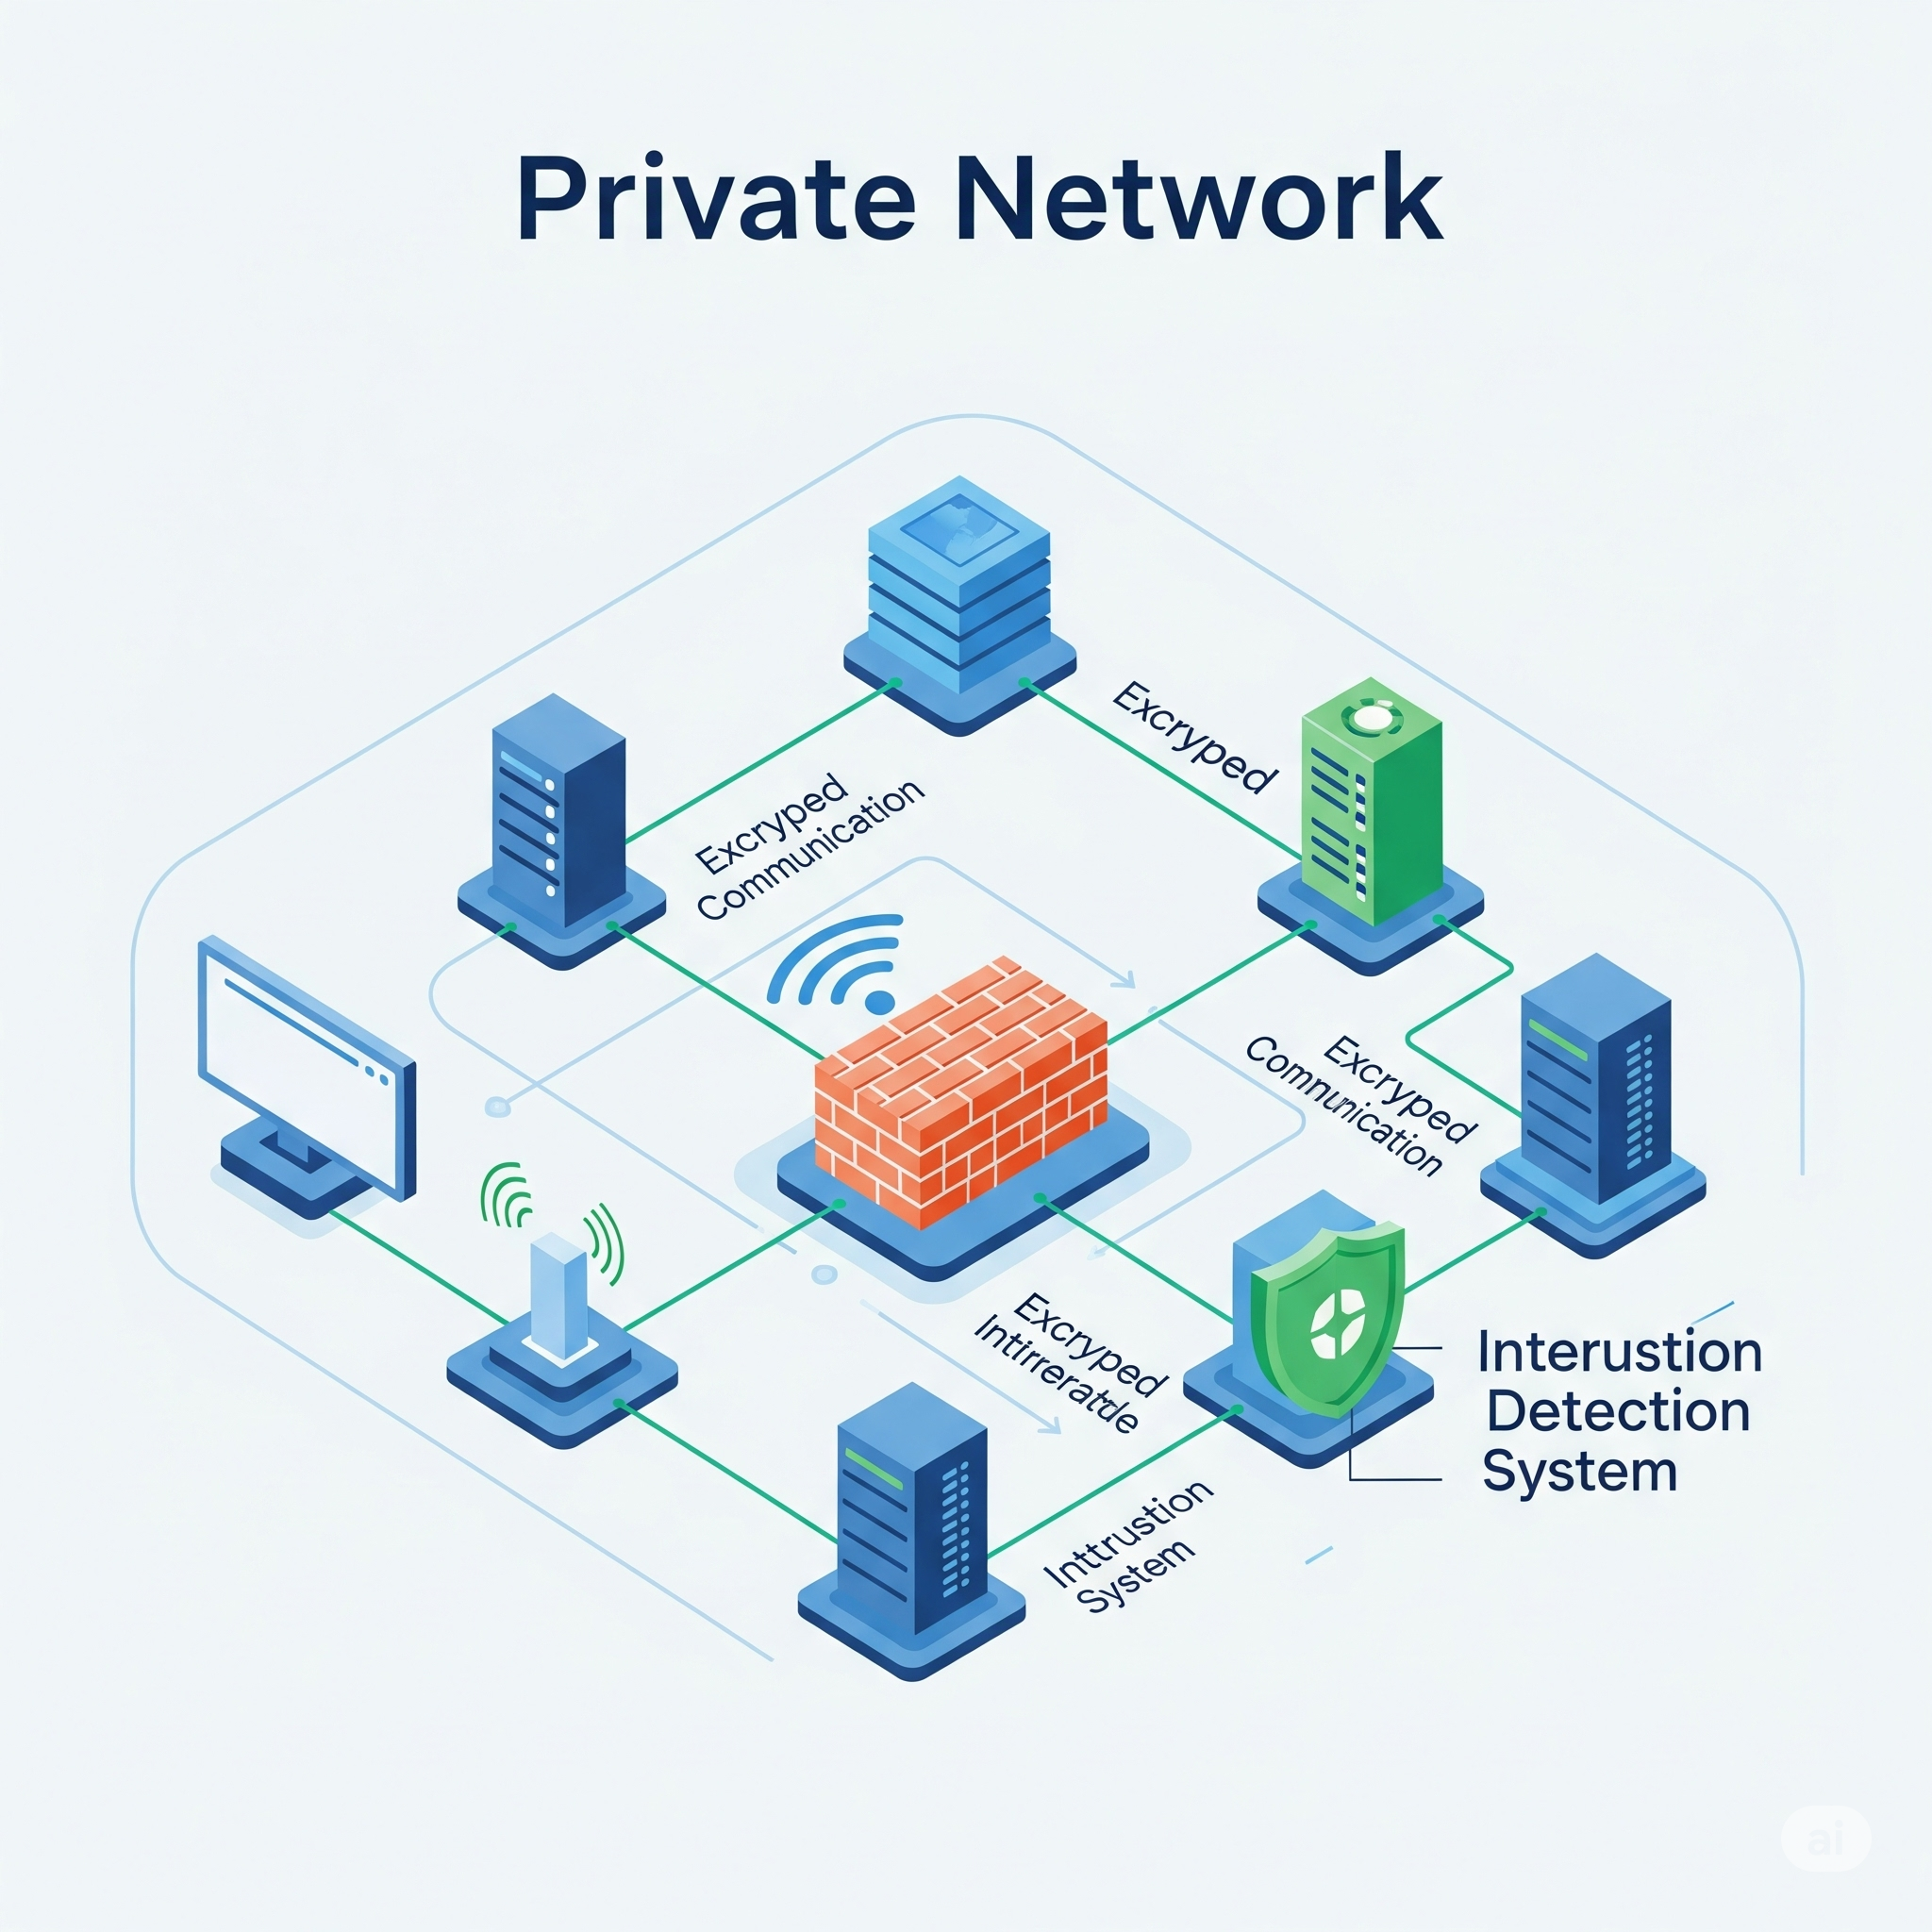 Private Network
Excryped
Excryped
Communication
Excryped
Communication
Excryped
Intirreratde
Interustion
Detection
System
Inttrustion
System
ai